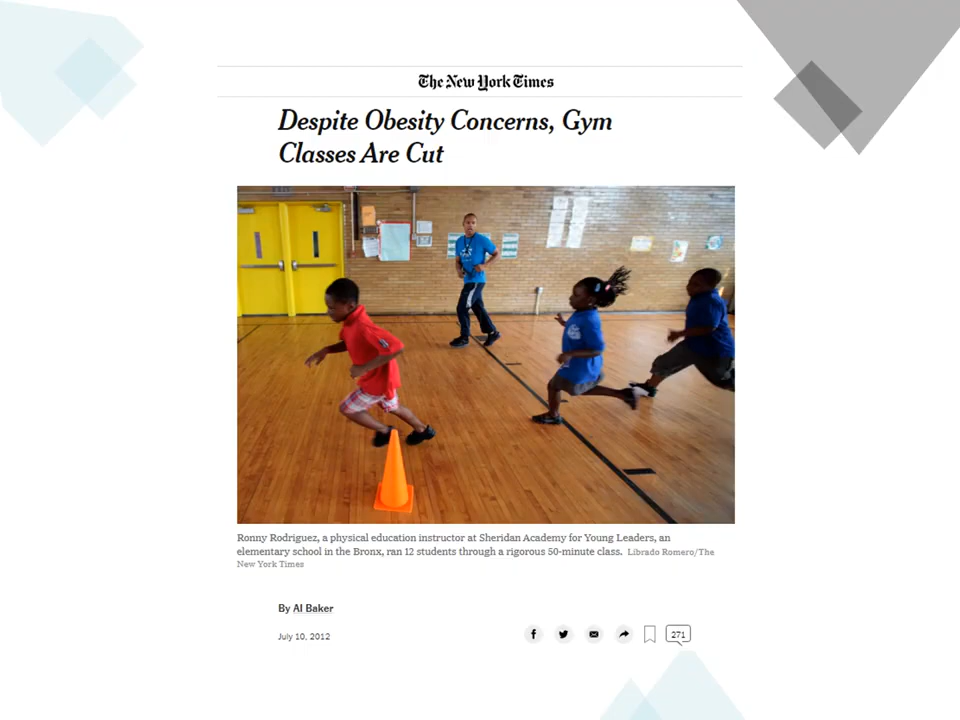 The New York Times
Despite Obesity Concerns, Gym
Classes Are Cut
Ronny Rodriguez, a physical education instructor at Sheridan Academy for Young Leaders, an
elementary school in the Bronx, ran 12 students through a rigorous 50-minute class. Librado Romero/The
New York Times
By Al Baker
July 10, 2012
271